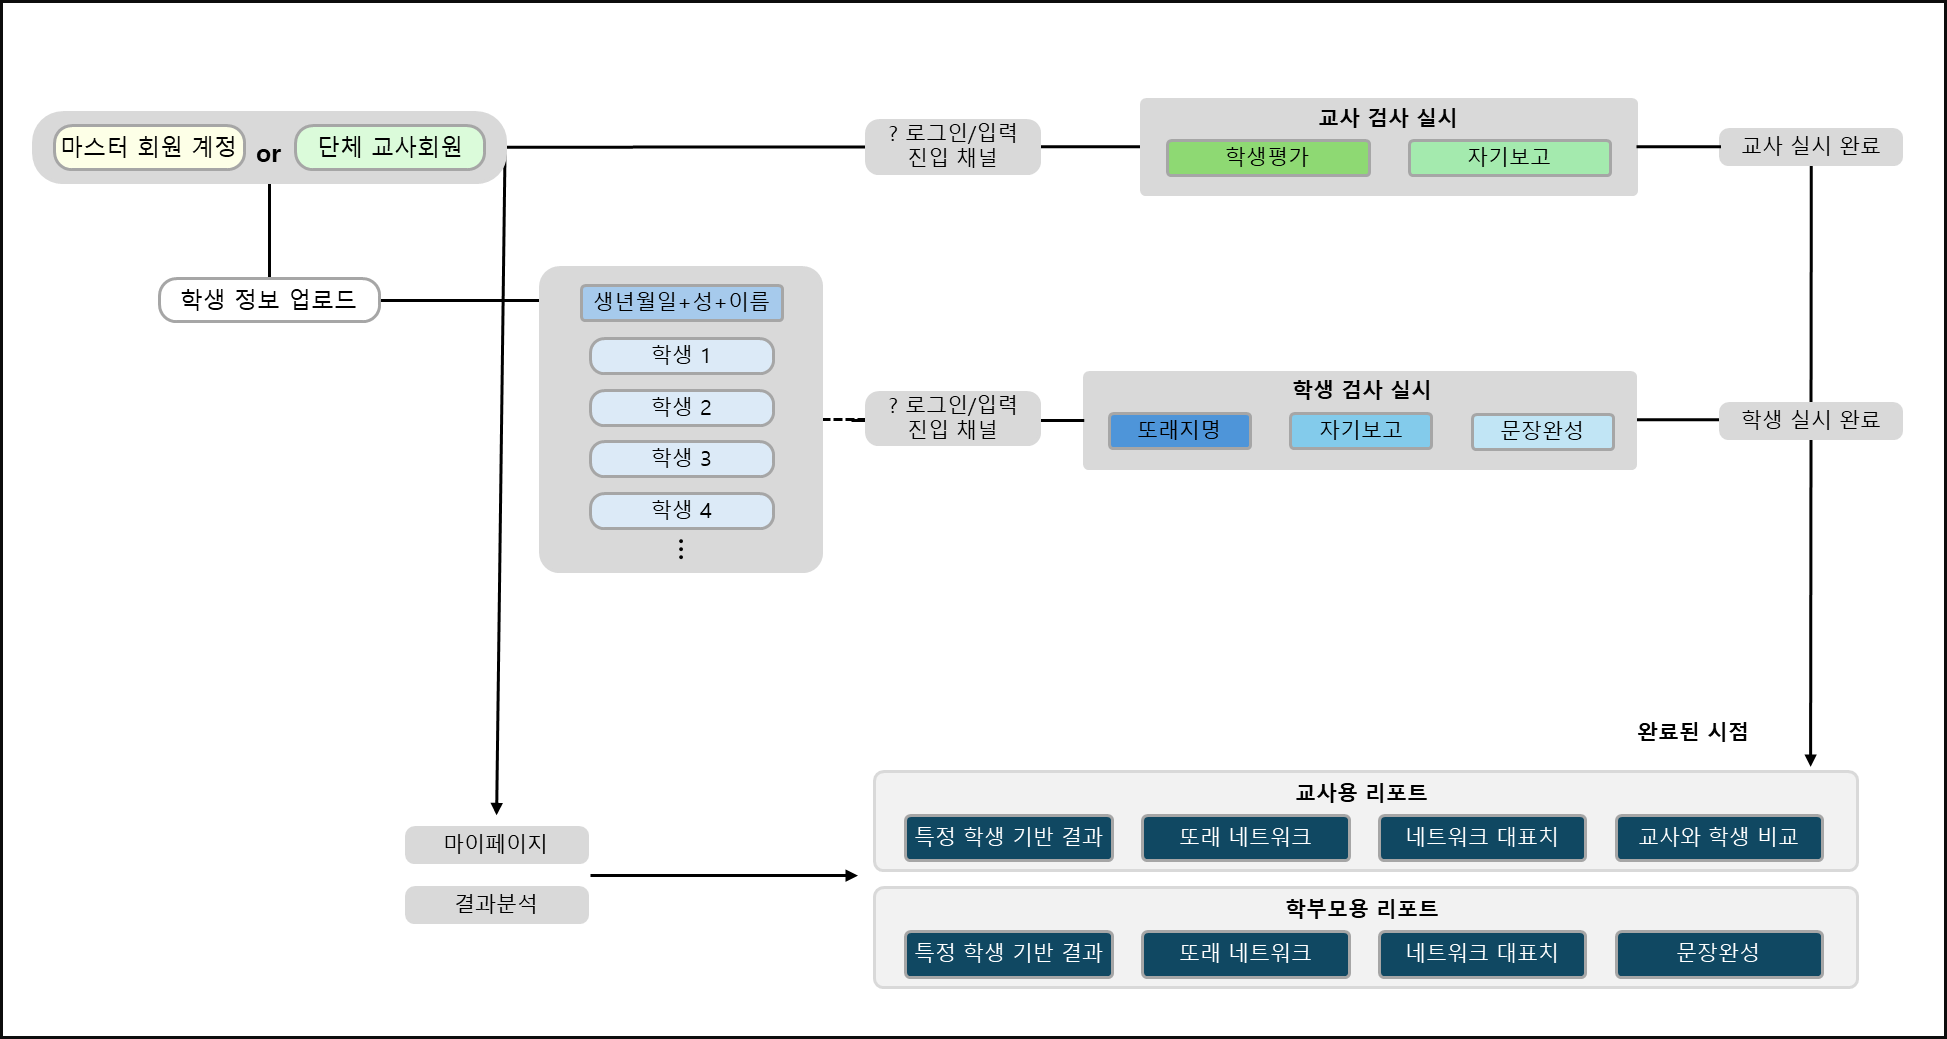 마스터 회원 계정
or
단체 교사회원
? 로그인/입력
진입 채널
교사 검사 실시
학생평가
자기보고
교사 실시 완료
학생 정보 업로드
생년월일+성+이름
학생 1
학생 2
학생 3
학생 4
⋮
? 로그인/입력
진입 채널
학생 검사 실시
또래지명
자기보고
문장완성
학생 실시 완료
완료된 시점
마이페이지
결과분석
교사용 리포트
특정 학생 기반 결과
또래 네트워크
네트워크 대표치
교사와 학생 비교
학부모용 리포트
특정 학생 기반 결과
또래 네트워크
네트워크 대표치
문장완성